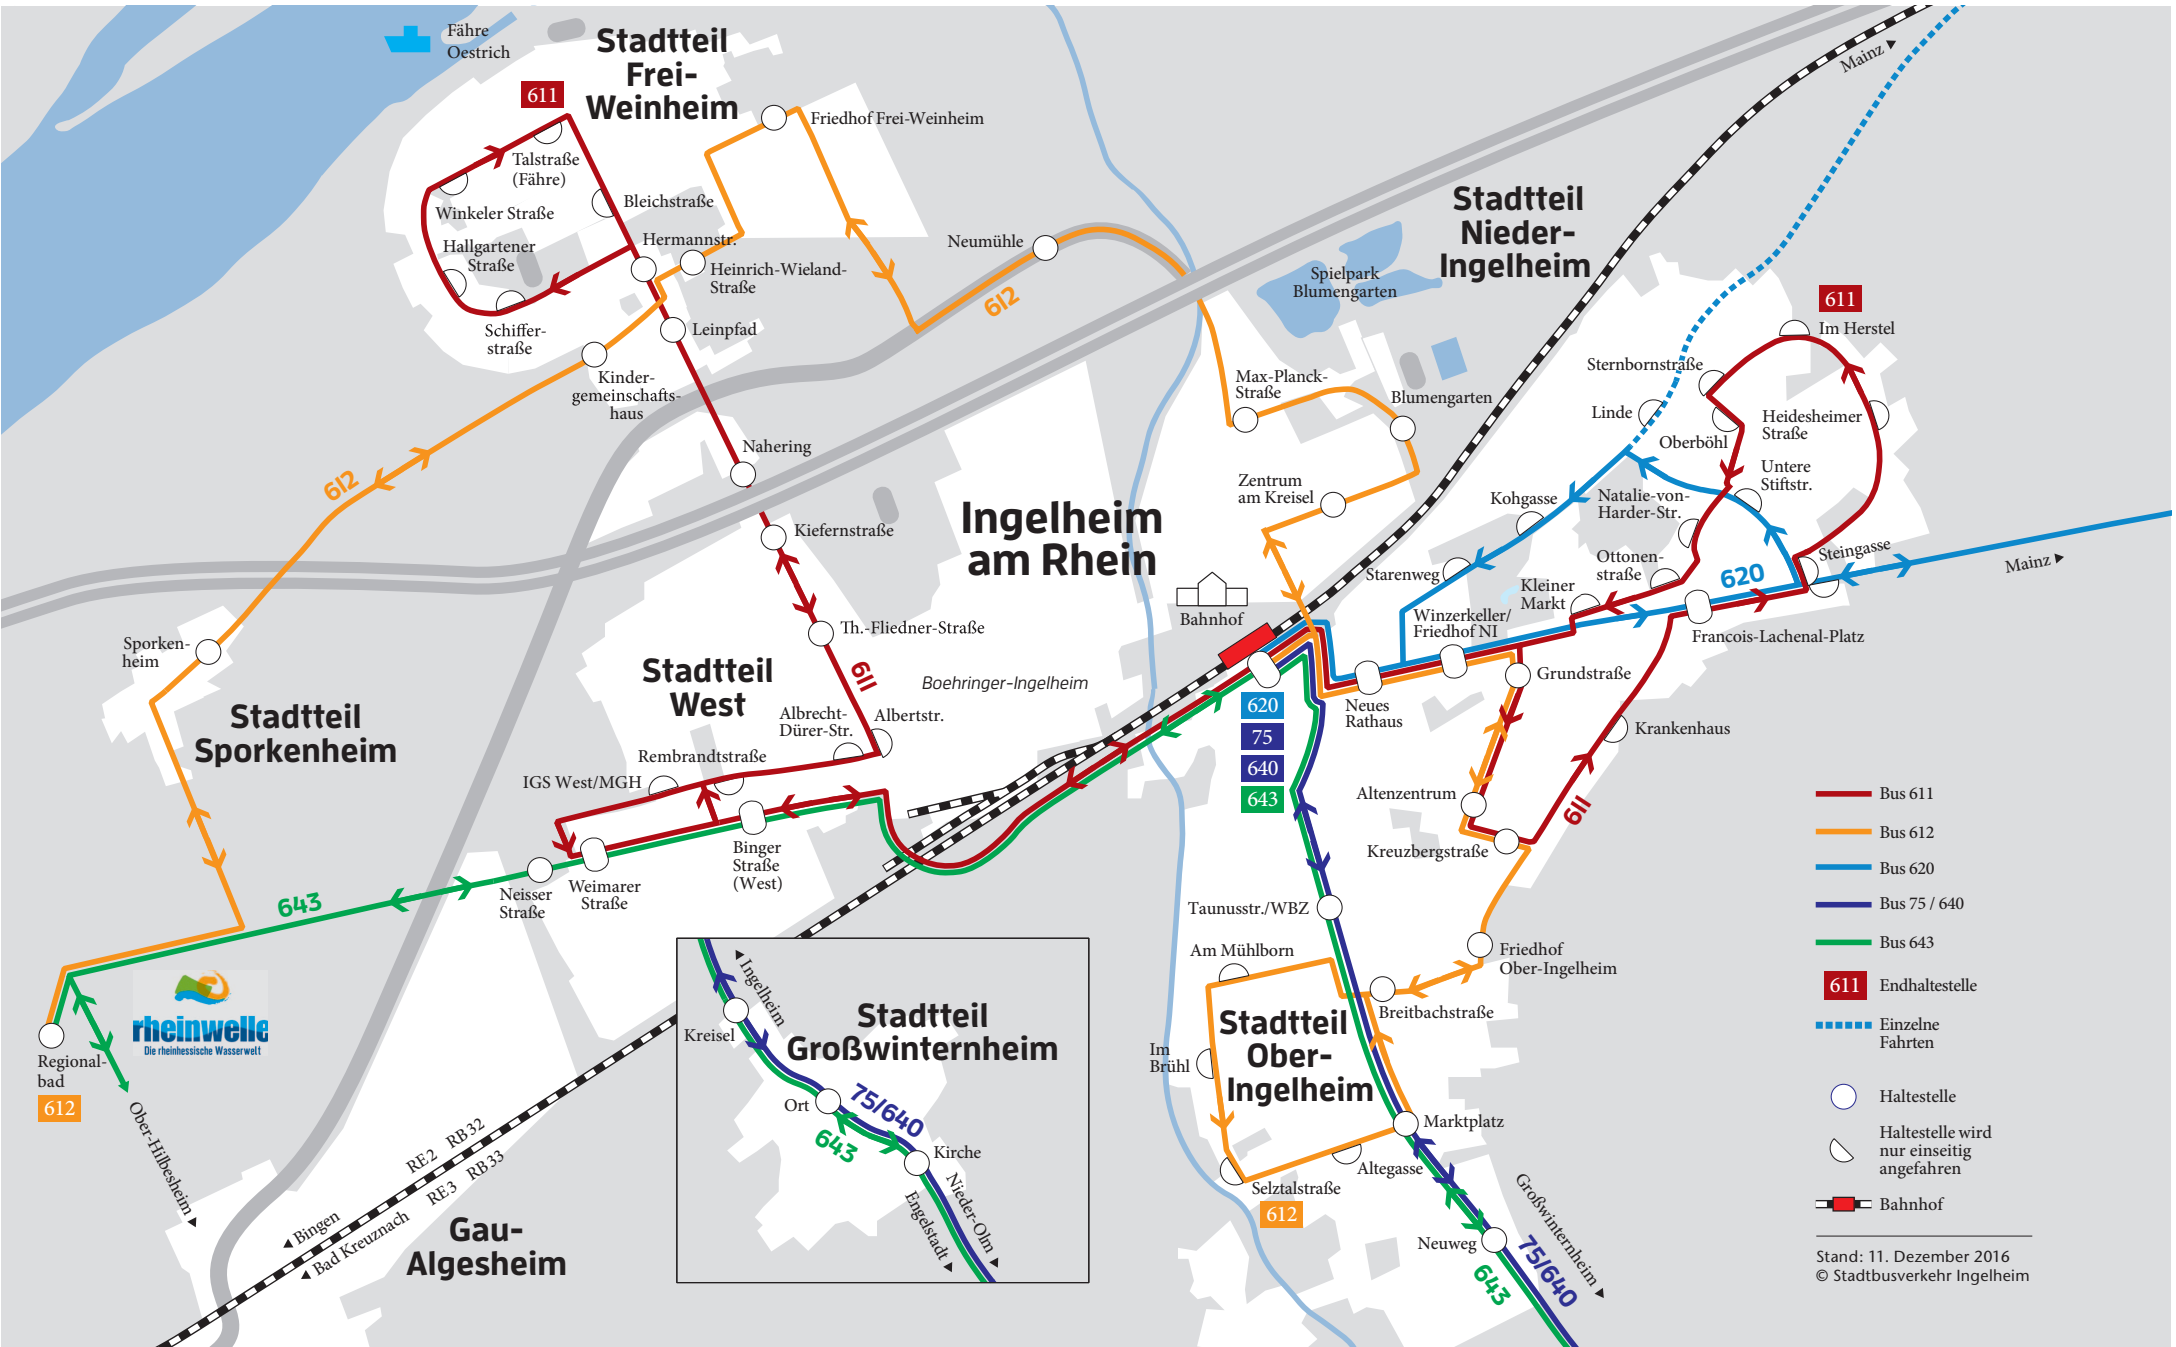 Fähre
Oestrich
Stadtteil
Frei-
Weinheim
611
Talstraße
(Fähre)
Winkeler Straße
Bleichstraße
Hallgartener
Straße
Hermannstr.
Heinrich-Wieland-
Straße
Schiffer-
straße
Leinpfad
Kinder-
gemeinschafts-
haus
Friedhof Frei-Weinheim
Neumühle
612
612
Nahering
Kiefernstraße
Th.-Fliedner-Straße
611
Stadtteil
Nieder-
Ingelheim
Mainz
Spielpark
Blumengarten
Max-Planck-
Straße
Blumengarten
Zentrum
am Kreisel
Ingelheim
am Rhein
Bahnhof
Boehringer-Ingelheim
611
Im Herstel
Sternbornstraße
Linde
Oberböhl
Heidesheimer
Straße
Untere
Stiftstr.
Natalie-von-
Harder-Str.
Kohgasse
Starenweg
Ottonen-
straße
Kleiner
Markt
Steingasse
620
Mainz
Winzerkeller/
Friedhof NI
Francois-Lachenal-Platz
Grundstraße
Neues
Rathaus
Krankenhaus
Altenzentrum
611
Kreuzbergstraße
620
75
640
643
Sporken-
heim
Stadtteil
Sporkenheim
Stadtteil
West
Albrecht-
Dürer-Str.
Albertstr.
Rembrandtstraße
IGS West/MGH
Binger
Straße
(West)
Weimarer
Straße
Neisser
Straße
643
rheinwelle
Die rheinhessische Wasserwelt
Regional-
bad
612
Ober-Hilbesheim
RE2 RB32
RE3 RB33
Bingen
Bad Kreuznach
Gau-
Algesheim
Ingelheim
Kreisel
Stadtteil
Großwinternheim
Ort
75/640
643
Kirche
Nieder-Olm
Engelstadt
Taunusstr./WBZ
Am Mühlborn
Friedhof
Ober-Ingelheim
Breitbachstraße
Stadtteil
Ober-
Ingelheim
Im
Brühl
Marktplatz
Altegasse
Selztalstraße
612
Großwinternheim
Neuweg
75/640
643
Bus 611
Bus 612
Bus 620
Bus 75 / 640
Bus 643
611 Endhaltestelle
Einzelne
Fahrten
Haltestelle
Haltestelle wird
nur einseitig
angefahren
Bahnhof
Stand: 11. Dezember 2016
© Stadtbusverkehr Ingelheim